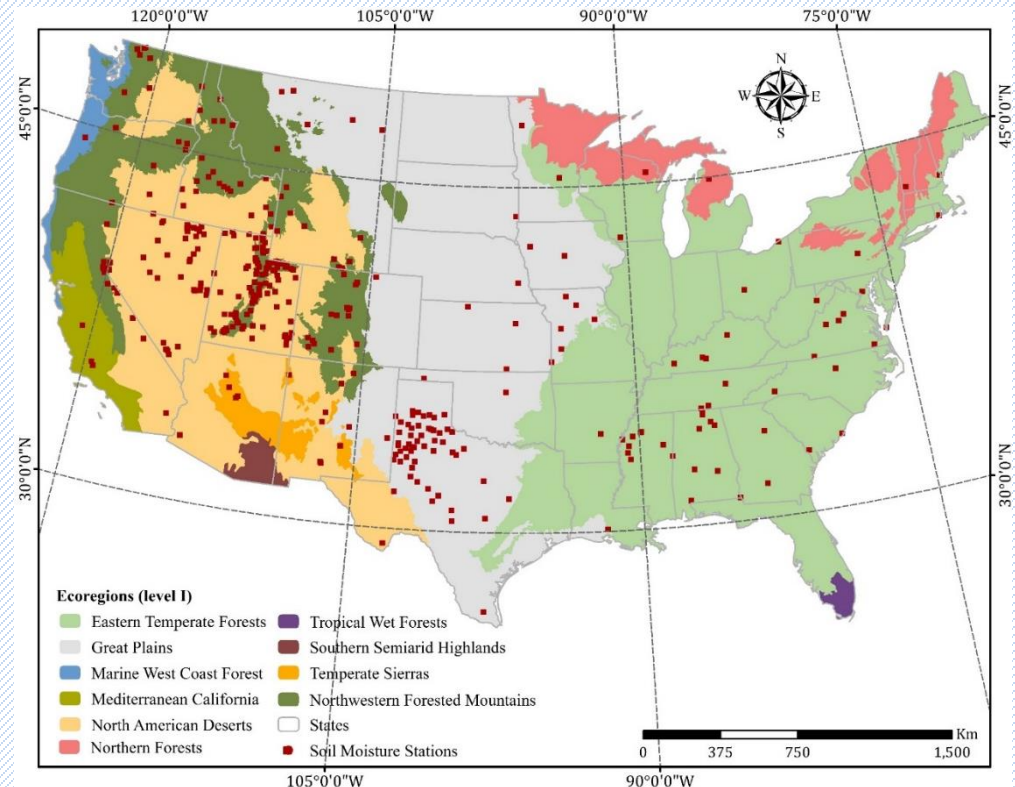 120°0'0"W 105°0'0"W 90°0'0"W 75°0'0"W
N
W E
S
45°0'0"N
45°0'0"N
30°0'0"N
30°0'0"N
Ecoregions (level I)
Eastern Temperate Forests
Great Plains
Marine West Coast Forest
Mediterranean California
North American Deserts
Northern Forests
Tropical Wet Forests
Southern Semiarid Highlands
Temperate Sierras
Northwestern Forested Mountains
States
Soil Moisture Stations
Km
0 375 750 1,500
105°0'0"W 90°0'0"W